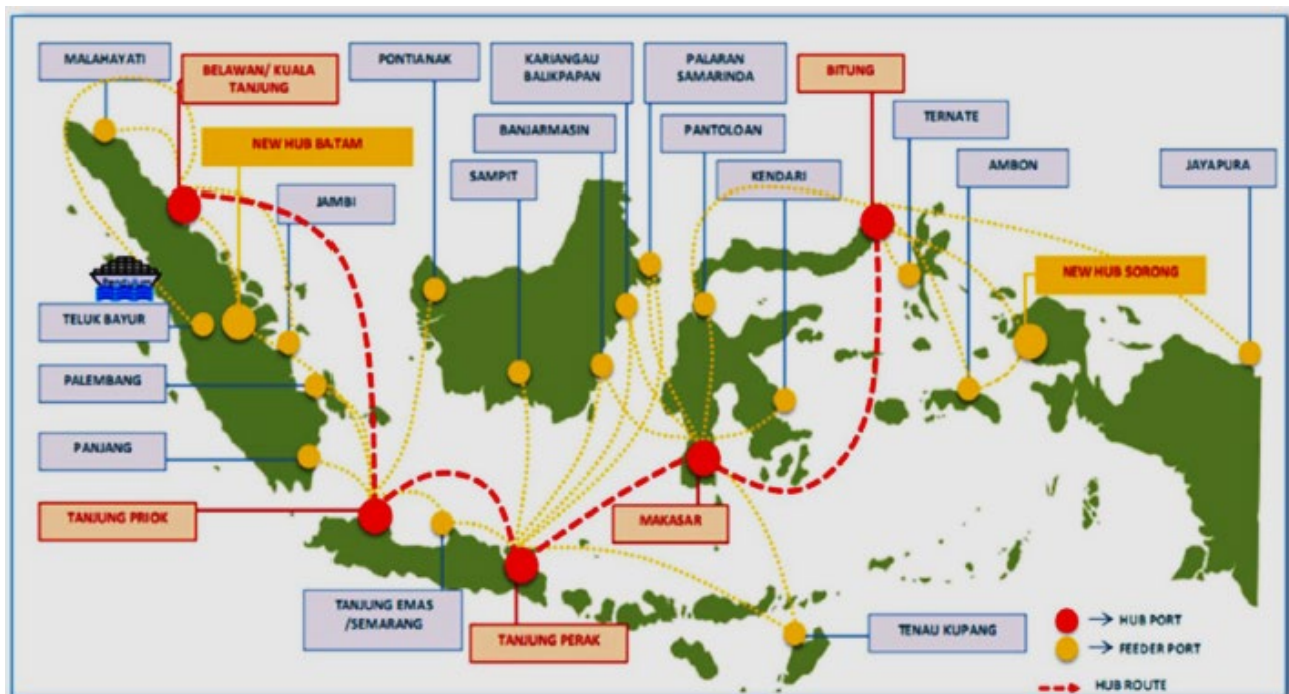 MALAHAYATI
BELAWAN/ KUALA
TANJUNG
PONTIANAK
KARIANGAU
BALIKPAPAN
PALARAN
SAMARINDA
BITUNG
TERNATE
NEW HUB BATAM
BANJARMASIN
PANTOLOAN
AMBON
JAYAPURA
JAMBI
SAMPIT
KENDARI
NEW HUB SORONG
TELUK BAYUR
PALEMBANG
PANJANG
TANJUNG PRIOK
MAKASAR
TANJUNG EMAS
/SEMARANG
TANJUNG PERAK
TENAU KUPANG
→ HUB PORT
→ FEEDER PORT
HUB ROUTE